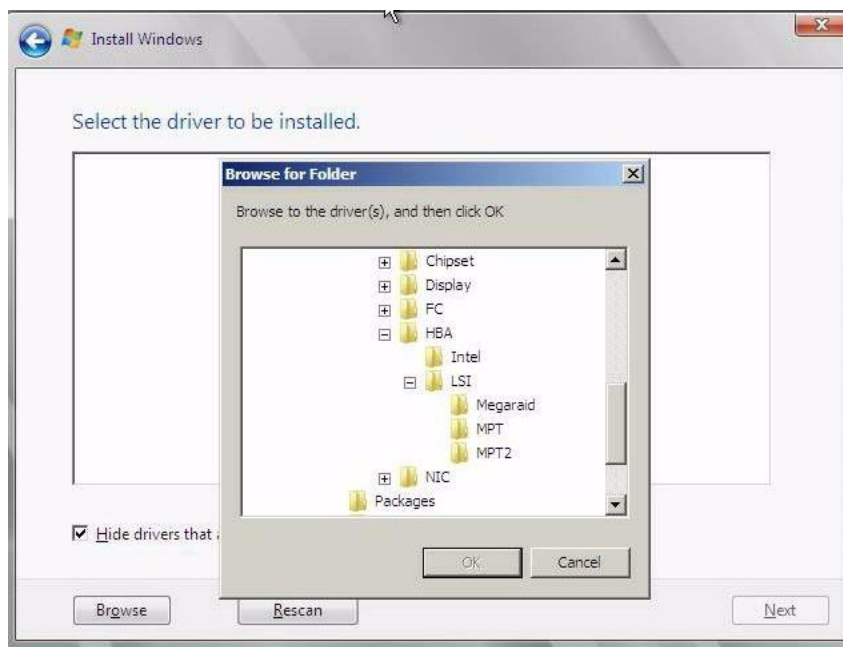 Install Windows
Select the driver to be installed.
Browse for Folder
Browse to the driver(s), and then click OK
Chipset
Display
FC
HBA
Intel
LSI
Megaraid
MPT
MPT2
NIC
Packages
Hide drivers that
OK Cancel
Browse Rescan Next